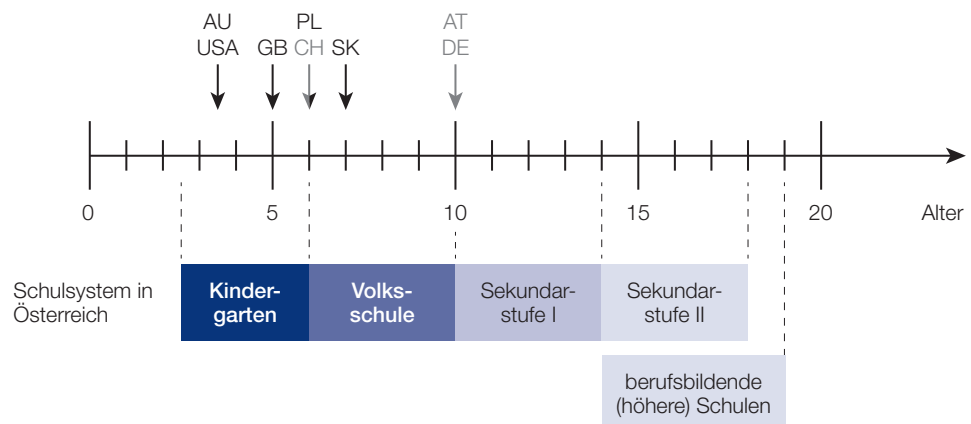 AU
USA
GB
PL
CH
SK
AT
DE
0
5
10
15
20
Alter
Schulsystem in
Österreich
Kinder-
garten
Volks-
schule
Sekundar-
stufe I
Sekundar-
stufe II
berufsbildende
(höhere) Schulen